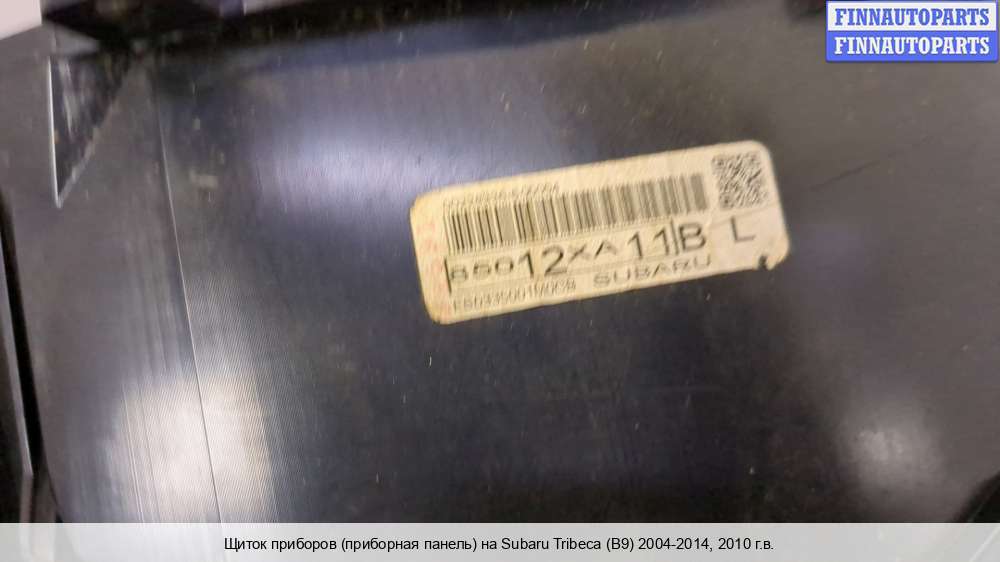 FINNAUTOPARTS
FINNAUTOPARTS
85012XA11B L
SUBARU
Щиток приборов (приборная панель) на Subaru Tribeca (B9) 2004-2014, 2010 г.в.